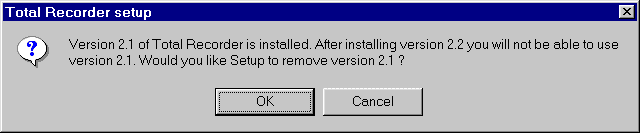 Total Recorder setup
Version 2.1 of Total Recorder is installed. After installing version 2.2 you will not be able to use
version 2.1. Would you like Setup to remove version 2.1 ?
OK
Cancel